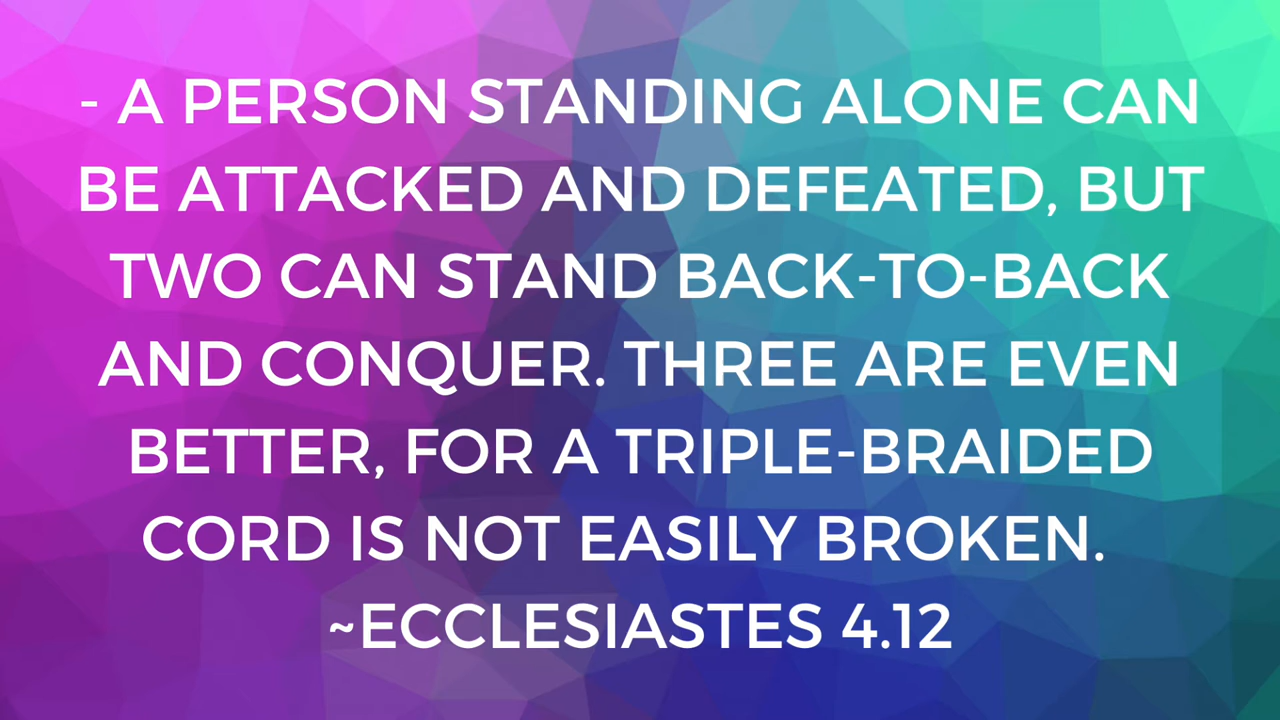 - A PERSON STANDING ALONE CAN
BE ATTACKED AND DEFEATED, BUT
TWO CAN STAND BACK-TO-BACK
AND CONQUER. THREE ARE EVEN
BETTER, FOR A TRIPLE-BRAIDED
CORD IS NOT EASILY BROKEN.
~ECCLESIASTES 4.12